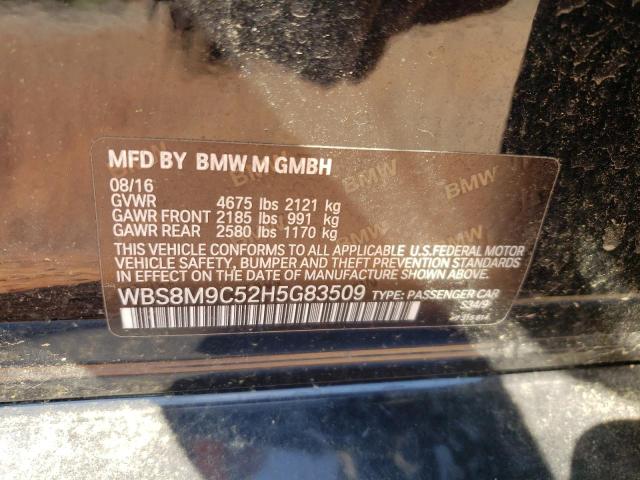 MFD BY BMW M GMBH
08/16
GVWR 4675 lbs 2121 kg
GAWR FRONT 2185 lbs 991 kg
GAWR REAR 2580 lbs 1170 kg
THIS VEHICLE CONFORMS TO ALL APPLICABLE U.S.FEDERAL MOTOR
VEHICLE SAFETY, BUMPER AND THEFT PREVENTION STANDARDS IN
EFFECT ON THE DATE OF MANUFACTURE SHOWN ABOVE.
WBS8M9C52H5G83509 TYPE: PASSENGER CAR